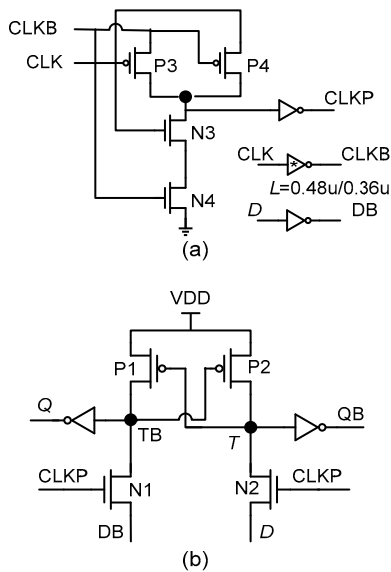 CLKB
CLK
P3
P4
CLKP
N3
CLK
*
CLKB
L=0.48u/0.36u
N4
D
DB
(a)
VDD
P1
P2
Q
QB
TB
T
CLKP
N1
N2
CLKP
DB
D
(b)